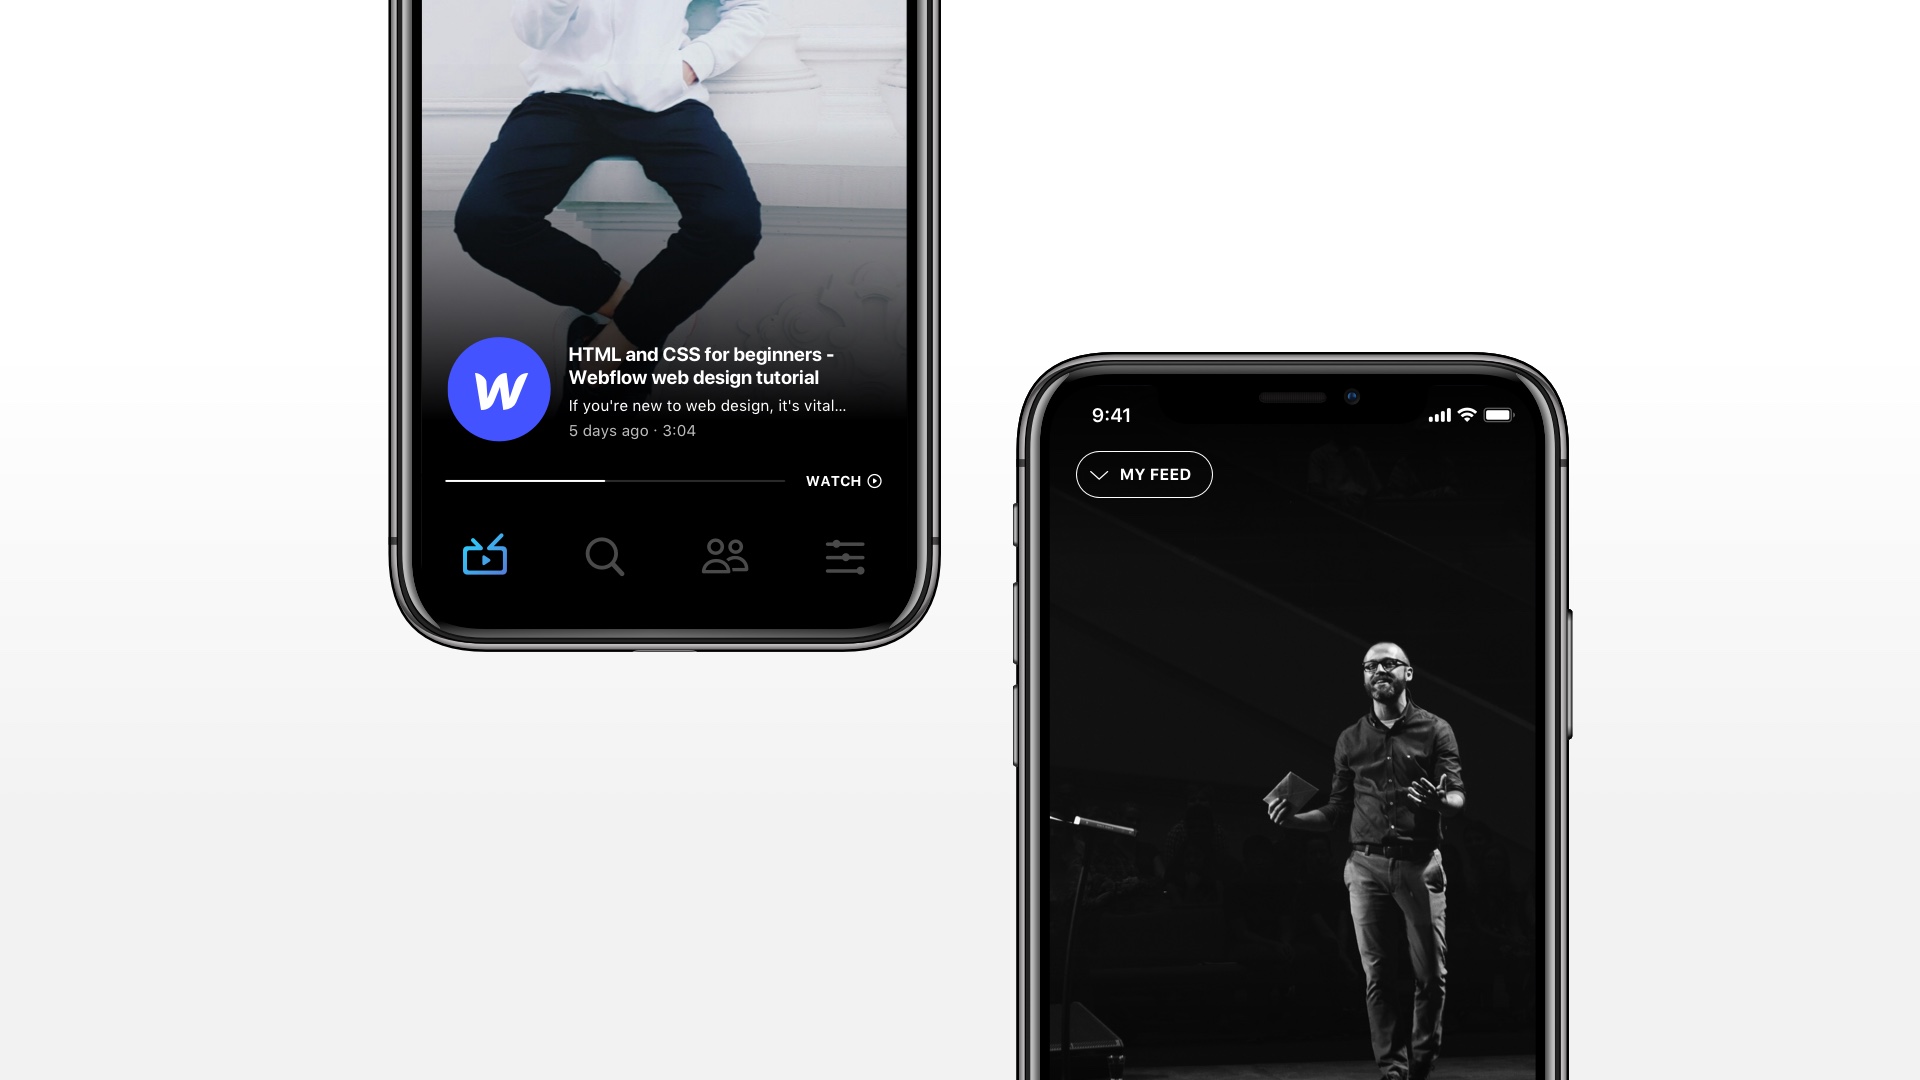 HTML and CSS for beginners -
Webflow web design tutorial
If you're new to web design, it's vital...
5 days ago · 3:04
WATCH
9:41
MY FEED